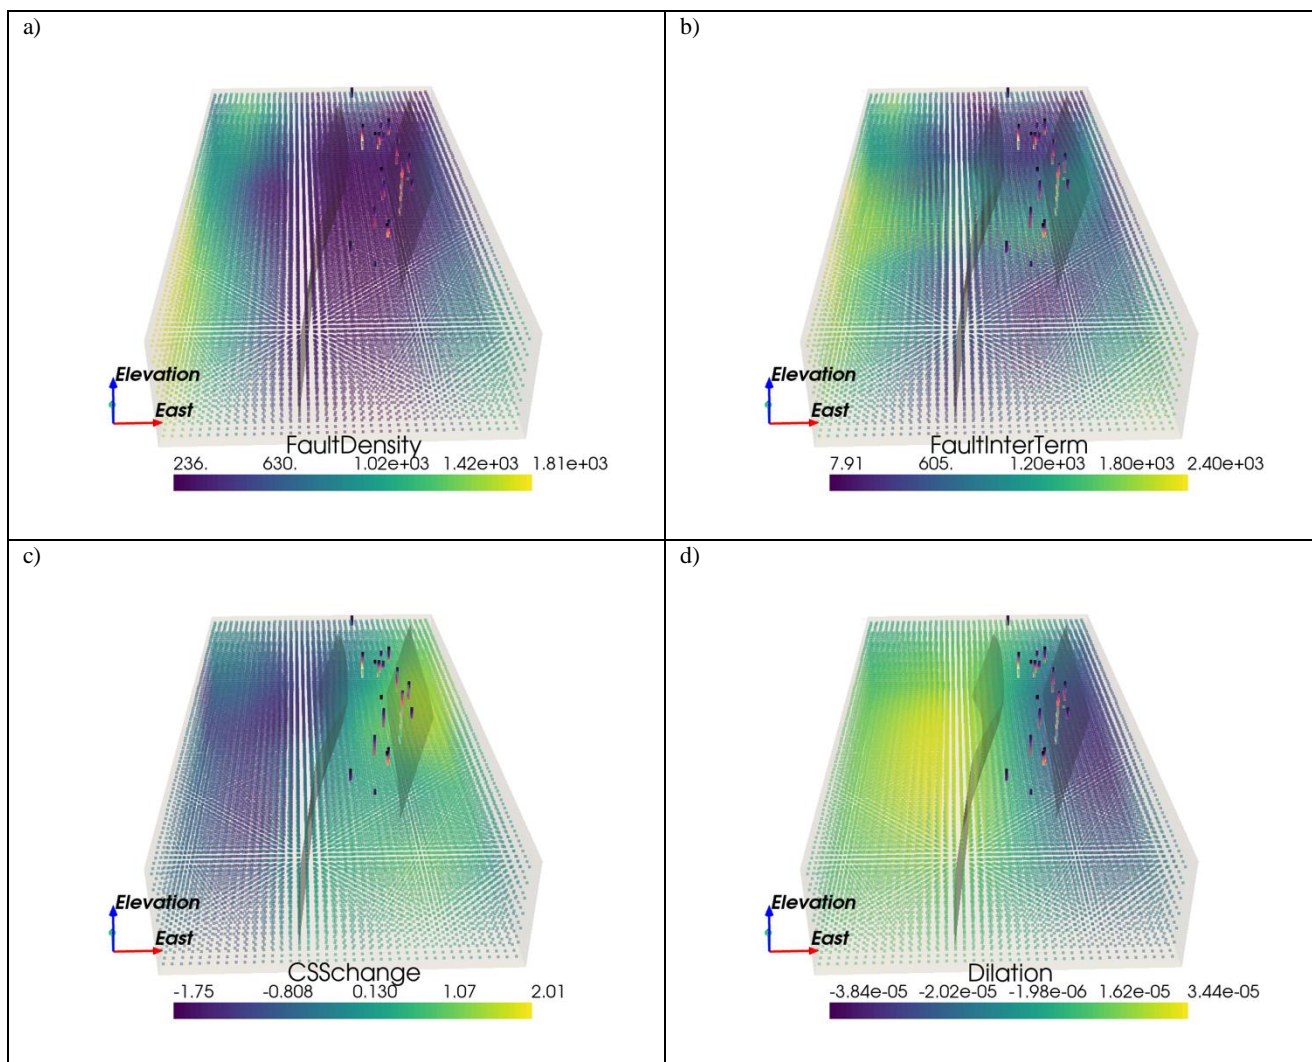 a)
Elevation
East
FaultDensity
236. 630. 1.02e+03 1.42e+03 1.81e+03
b)
Elevation
East
FaultInterTerm
7.91 605. 1.20e+03 1.80e+03 2.40e+03
c)
Elevation
East
CSSchange
-1.75 -0.808 0.130 1.07 2.01
d)
Elevation
East
Dilation
-3.84e-05 -2.02e-05 -1.98e-06 1.62e-05 3.44e-05